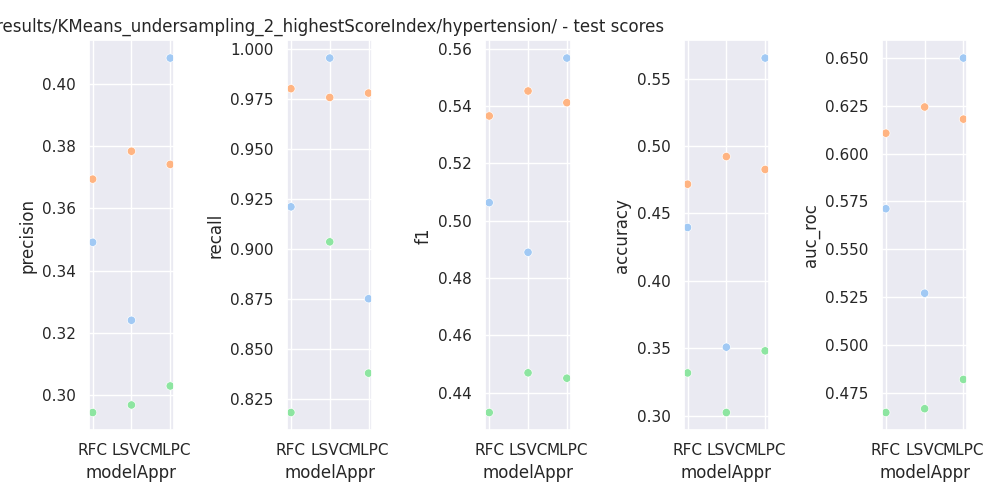 results/KMeans_undersampling_2_highestScoreIndex/hypertension/ - test scores
precision
0.40
0.38
0.36
0.34
0.32
0.30
RFC LSVCMLPC
modelAppr
recall
1.000
0.975
0.950
0.925
0.900
0.875
0.850
0.825
RFC LSVCMLPC
modelAppr
f1
0.56
0.54
0.52
0.50
0.48
0.46
0.44
RFC LSVCMLPC
modelAppr
accuracy
0.55
0.50
0.45
0.40
0.35
0.30
RFC LSVCMLPC
modelAppr
auc_roc
0.650
0.625
0.600
0.575
0.550
0.525
0.500
0.475
RFC LSVCMLPC
modelAppr